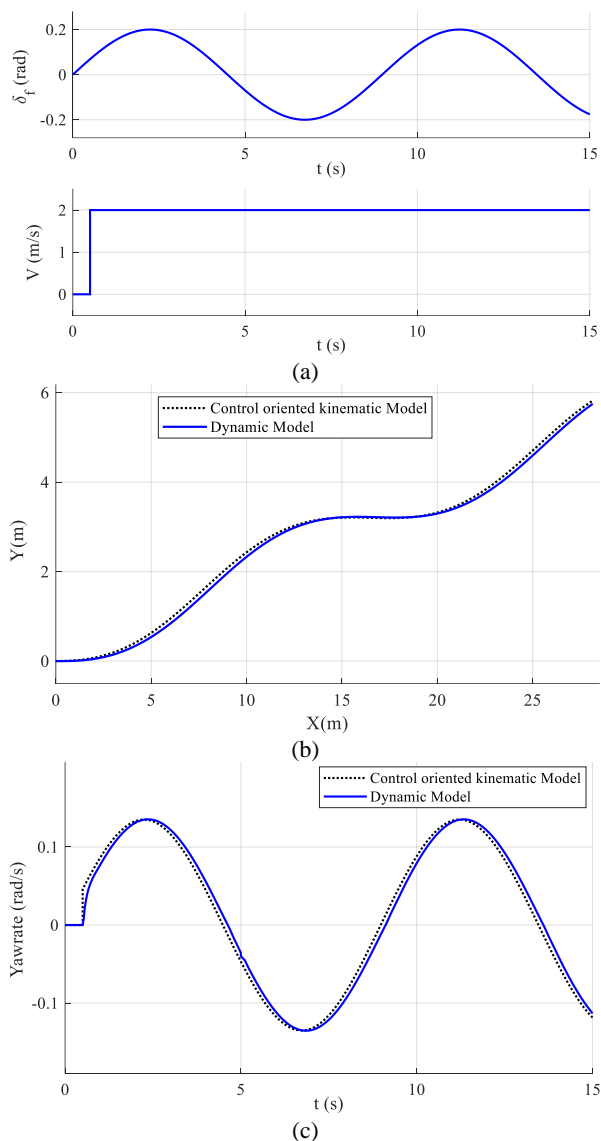 0.2
0
-0.2
δ_f (rad)
0 5 10 15
t (s)
2
1
0
V (m/s)
0 5 10 15
t (s)
(a)
Control oriented kinematic Model
Dynamic Model
6
4
2
0
Y(m)
0 5 10 15 20 25
X(m)
(b)
Control oriented kinematic Model
Dynamic Model
0.1
0
-0.1
Yawrate (rad/s)
0 5 10 15
t (s)
(c)